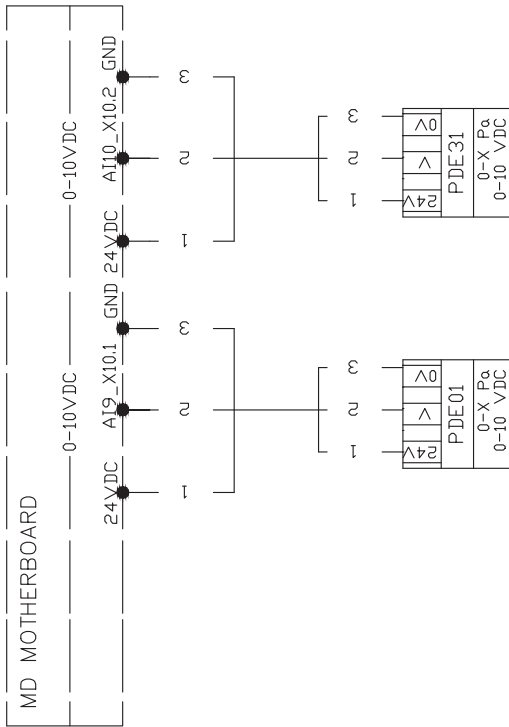 MD MOTHERBOARD
0-10VDC
0-10VDC
24VDC AI9_X10.1 GND 24VDC AI10_X10.2 GND
1 2 3 1 2 3
1 2 3 1 2 3
24V V 0V 24V V 0V
PDE01 PDE31
0-X Pa 0-X Pa
0-10 VDC 0-10 VDC